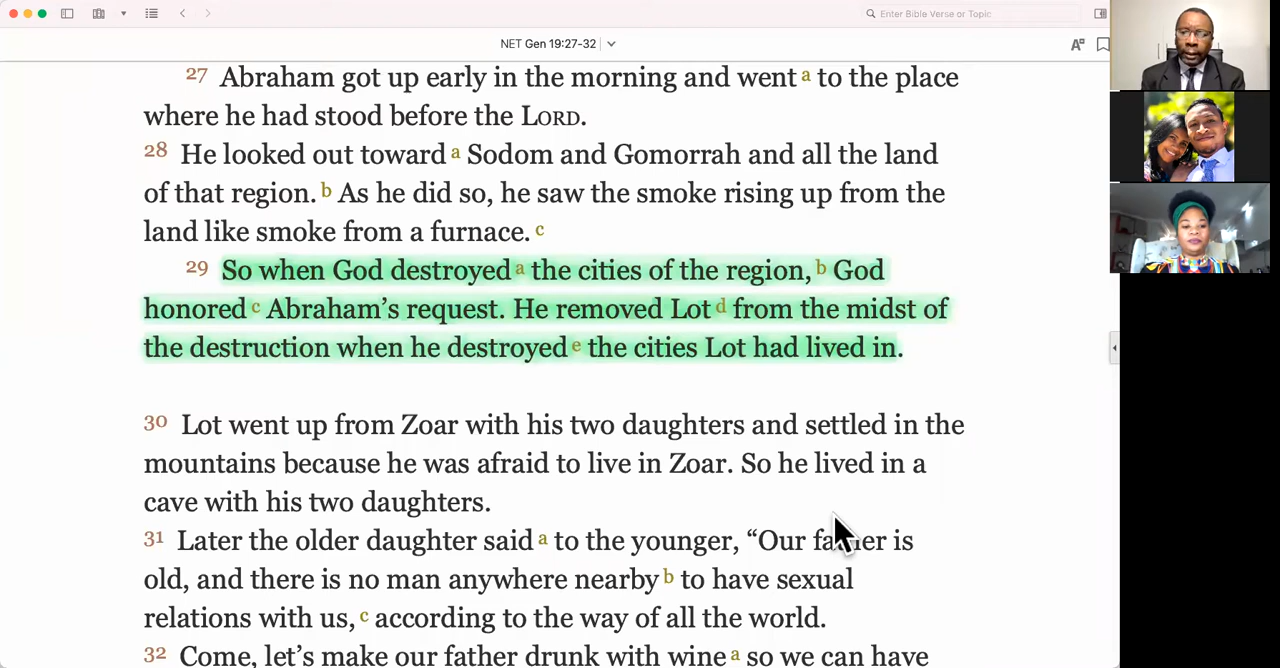 Enter Bible Verse or Topic
NET Gen 19:27-32
A
27 Abraham got up early in the morning and went a to the place
where he had stood before the LORD.
28 He looked out toward a Sodom and Gomorrah and all the land
of that region. b As he did so, he saw the smoke rising up from the
land like smoke from a furnace. c
29 So when God destroyed a the cities of the region, b God
honored c Abraham’s request. He removed Lot d from the midst of
the destruction when he destroyed e the cities Lot had lived in.
30 Lot went up from Zoar with his two daughters and settled in the
mountains because he was afraid to live in Zoar. So he lived in a
cave with his two daughters.
31 Later the older daughter said a to the younger, “Our father is
old, and there is no man anywhere nearby b to have sexual
relations with us, c according to the way of all the world.
32 Come, let’s make our father drunk with wine a so we can have